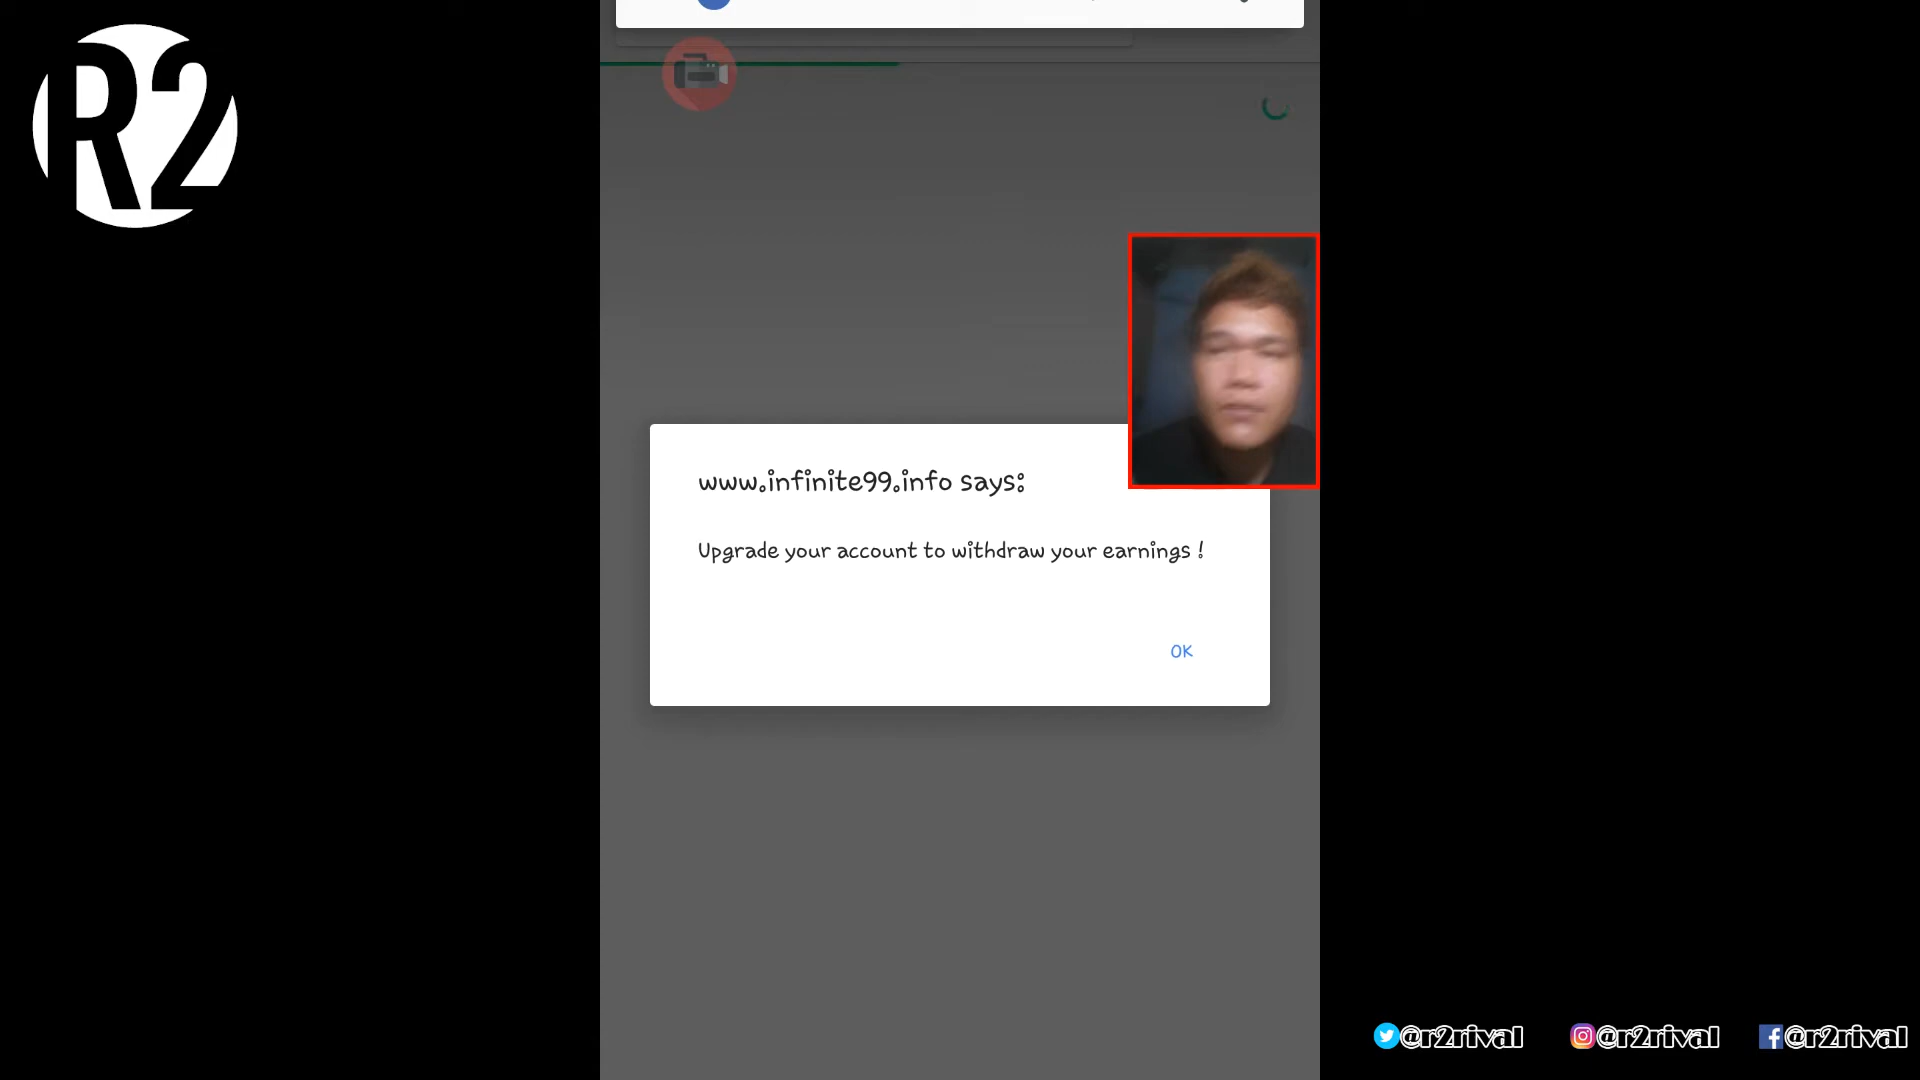 R2
www.infinite99.info says:
Upgrade your account to withdraw your earnings !
OK
@r2rival
@r2rival
@r2rival